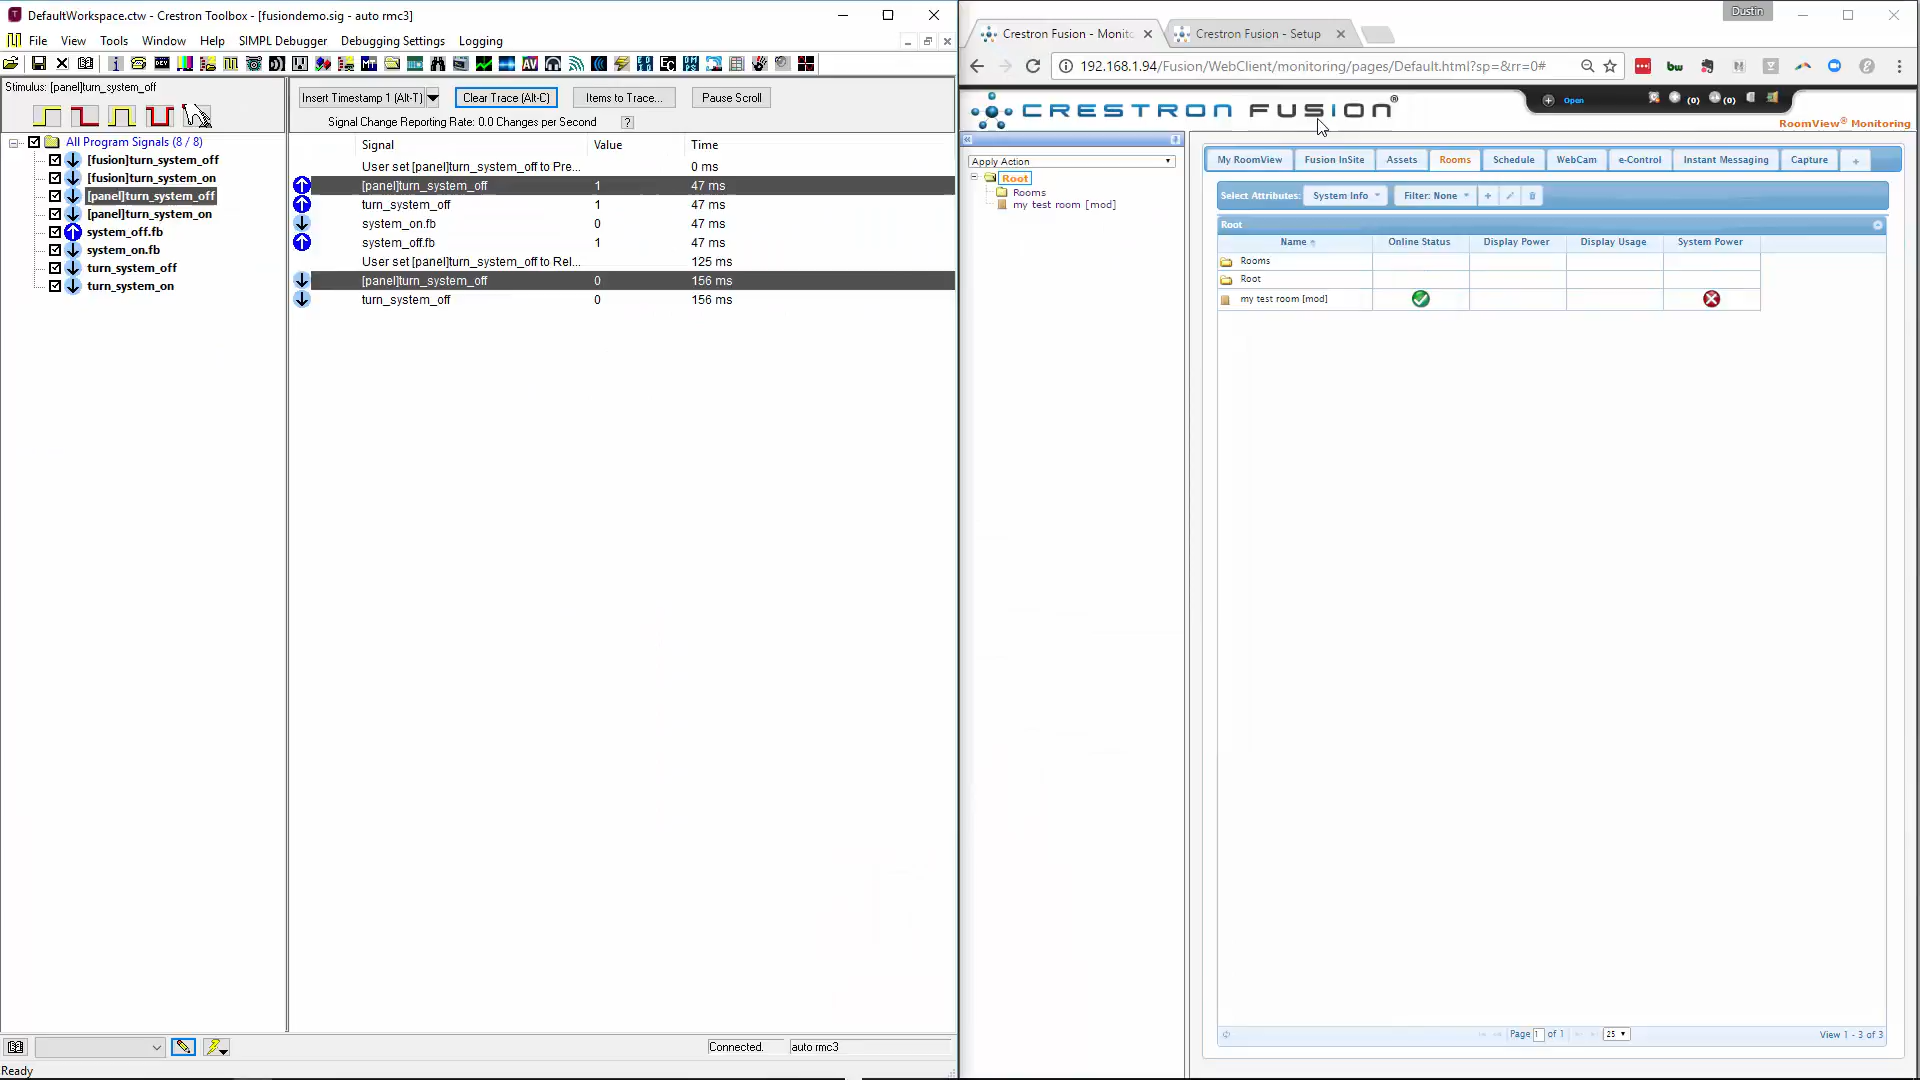 DefaultWorkspace.ctw - Crestron Toolbox - [fusiondemo.sig - auto rmc3]
File View Tools Window Help SIMPL Debugger Debugging Settings Logging
Stimulus: [panel]turn_system_off
All Program Signals (8 / 8)
[fusion]turn_system_off
[fusion]turn_system_on
[panel]turn_system_off
[panel]turn_system_on
system_off.fb
system_on.fb
turn_system_off
turn_system_on
Insert Timestamp 1 (Alt-T) Clear Trace (Alt-C) Items to Trace... Pause Scroll
Signal Change Reporting Rate: 0.0 Changes per Second ?
Signal Value Time
User set [panel]turn_system_off to Pre... 0 ms
[panel]turn_system_off 1 47 ms
turn_system_off 1 47 ms
system_on.fb 0 47 ms
system_off.fb 1 47 ms
User set [panel]turn_system_off to Rel... 125 ms
[panel]turn_system_off 0 156 ms
turn_system_off 0 156 ms
Connected. auto rmc3
Ready
Dustin
Crestron Fusion - Monito Crestron Fusion - Setup
192.168.1.94/Fusion/WebClient/monitoring/pages/Default.html?sp=&rr=0#
CRESTRON FUSION®
Open (0) (0)
RoomView® Monitoring
Apply Action
Root
Rooms
my test room [mod]
My RoomView Fusion InSite Assets Rooms Schedule WebCam e-Control Instant Messaging Capture +
Select Attributes: System Info Filter: None
Root
Name Online Status Display Power Display Usage System Power
Rooms
Root
my test room [mod]
Page 1 of 1 25 View 1 - 3 of 3